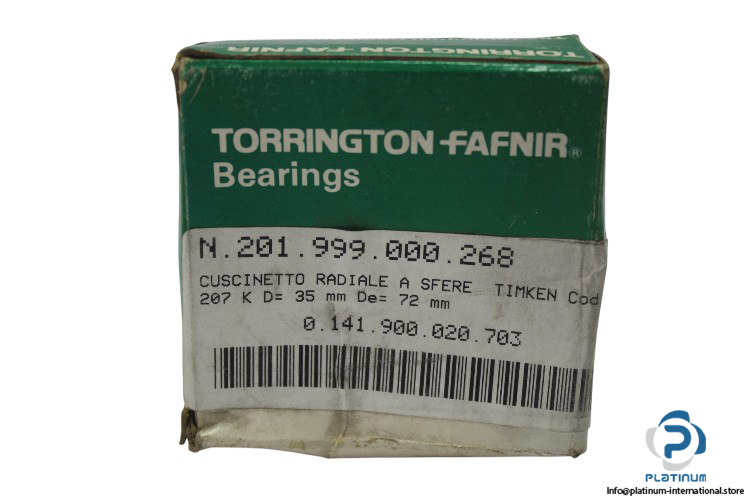 TORRINGTON-FAFNIR
TORRINGTON-FAFNIR®
Bearings
N.201.999.000.268
CUSCINETTO RADIALE A SFERE TIMKEN Cod
207 K D= 35 mm De= 72 mm
0.141.900.020.703
PLATINUM
Info@platinum-international.store